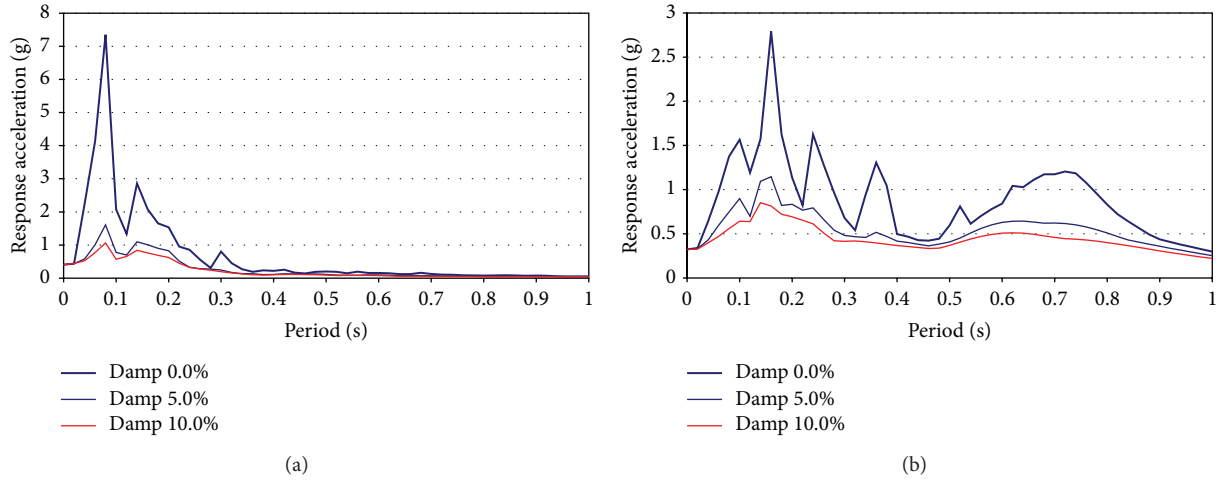 8
7
6
5
4
3
2
1
0
Response acceleration (g)
0 0.1 0.2 0.3 0.4 0.5 0.6 0.7 0.8 0.9 1
Period (s)
Damp 0.0%
Damp 5.0%
Damp 10.0%
(a)
3
2.5
2
1.5
1
0.5
0
Response acceleration (g)
0 0.1 0.2 0.3 0.4 0.5 0.6 0.7 0.8 0.9 1
Period (s)
Damp 0.0%
Damp 5.0%
Damp 10.0%
(b)